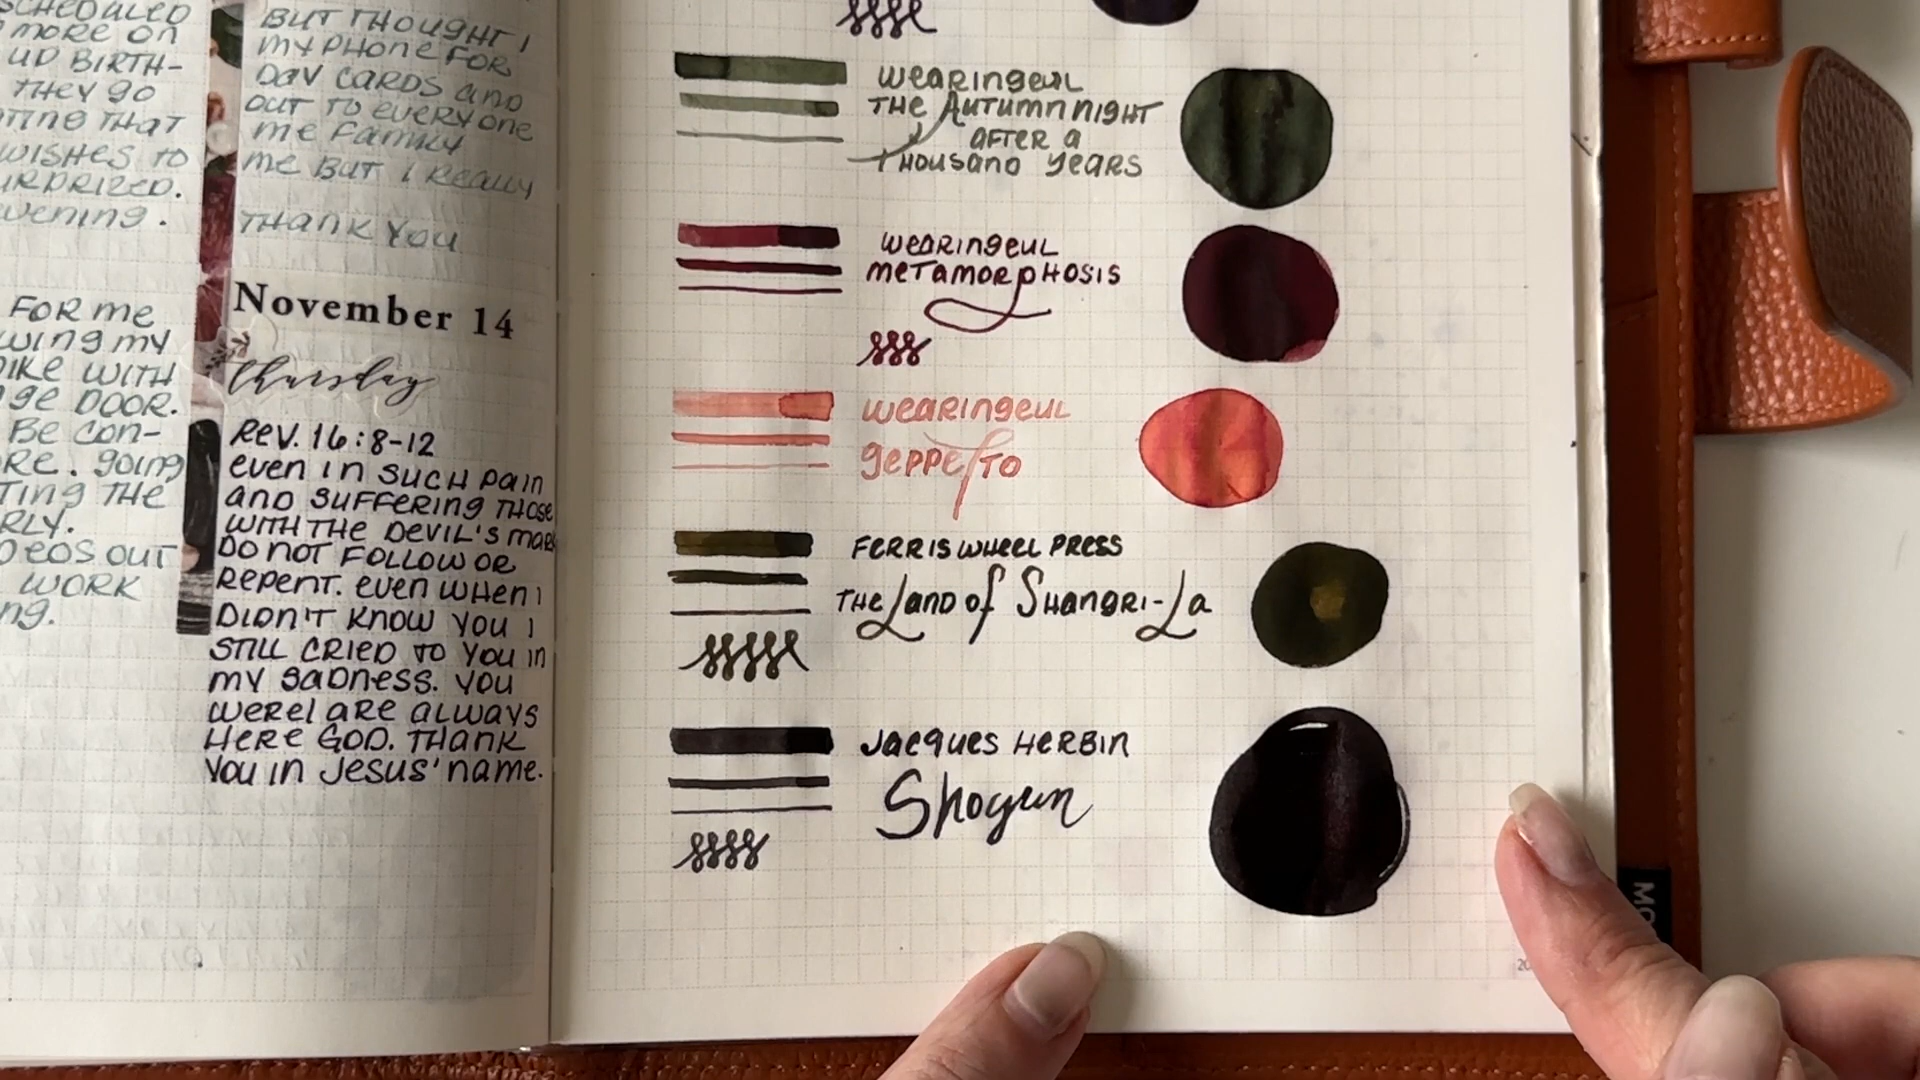 SCHEDULED
MORE ON
UP BIRTH-
THEY GO
THAT
WISHES TO
EVENING.
FOR ME
MY
WITH
DOOR.
BE CON-
GOING
THE
OUT
WORK
BUT THOUGHT I
MY PHONE FOR
DAY CARDS AND
OUT TO EVERYONE
ME FAMILY
ME BUT I REALLY
THANK YOU
November 14
thursday
REV. 16:8-12
EVEN IN SUCH PAIN
AND SUFFERING THOSE
WITH THE DEVIL'S MARK
DO NOT FOLLOW OR
REPENT. EVEN WHEN I
DIDN'T KNOW YOU I
STILL CRIED TO YOU IN
MY SADNESS. YOU
WERE/ARE ALWAYS
HERE GOD. THANK
YOU IN JESUS' NAME.
WEARINGEUL
THE AUTUMN NIGHT
AFTER A
THOUSAND YEARS
WEARINGEUL
METAMORPHOSIS
WEARINGEUL
GEPPETTO
FERRIS WHEEL PRESS
THE LAND of SHANGRI-LA
JACQUES HERBIN
Shogun